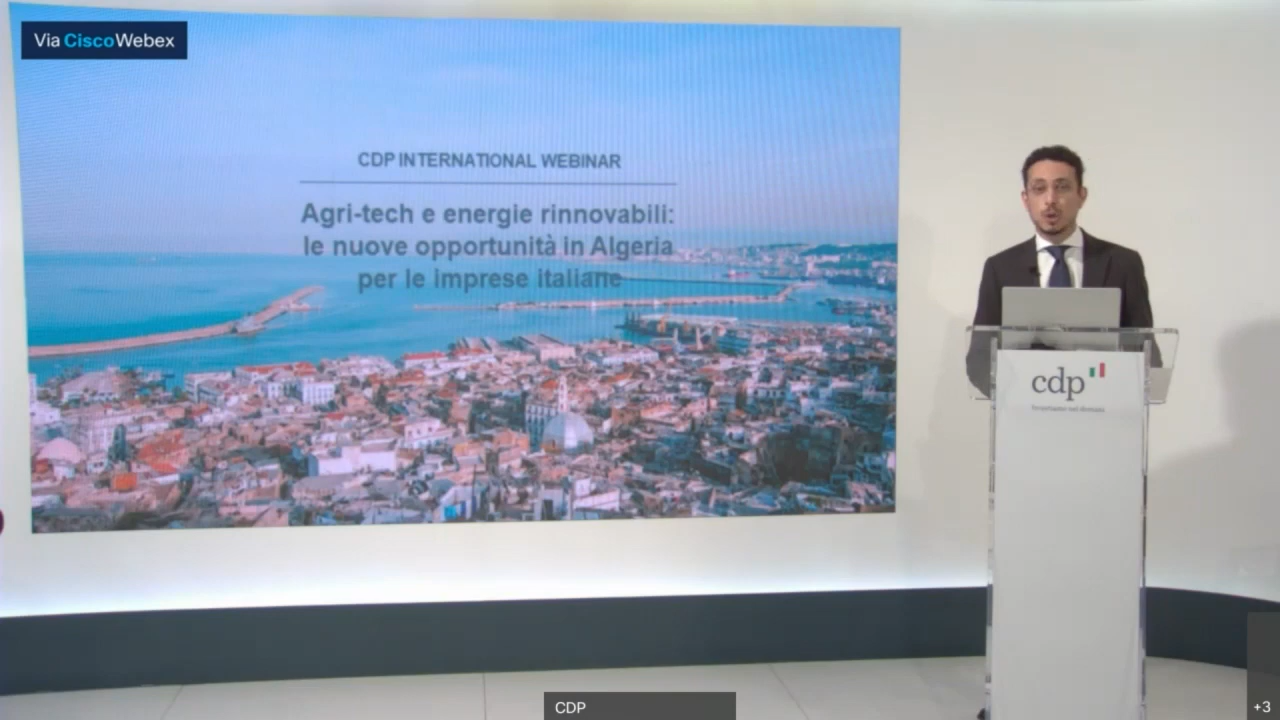 Via CiscoWebex
CDP INTERNATIONAL WEBINAR
Agri-tech e energie rinnovabili:
le nuove opportunità in Algeria
per le imprese italiane
cdp
CDP
+3